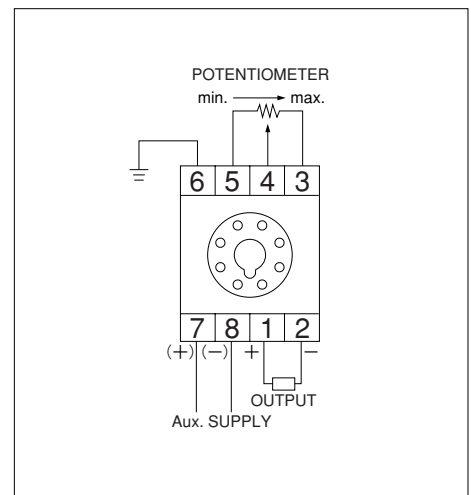 POTENTIOMETER
min. max.
6 5 4 3
7 8 1 2
(+) (−) + −
OUTPUT
Aux. SUPPLY